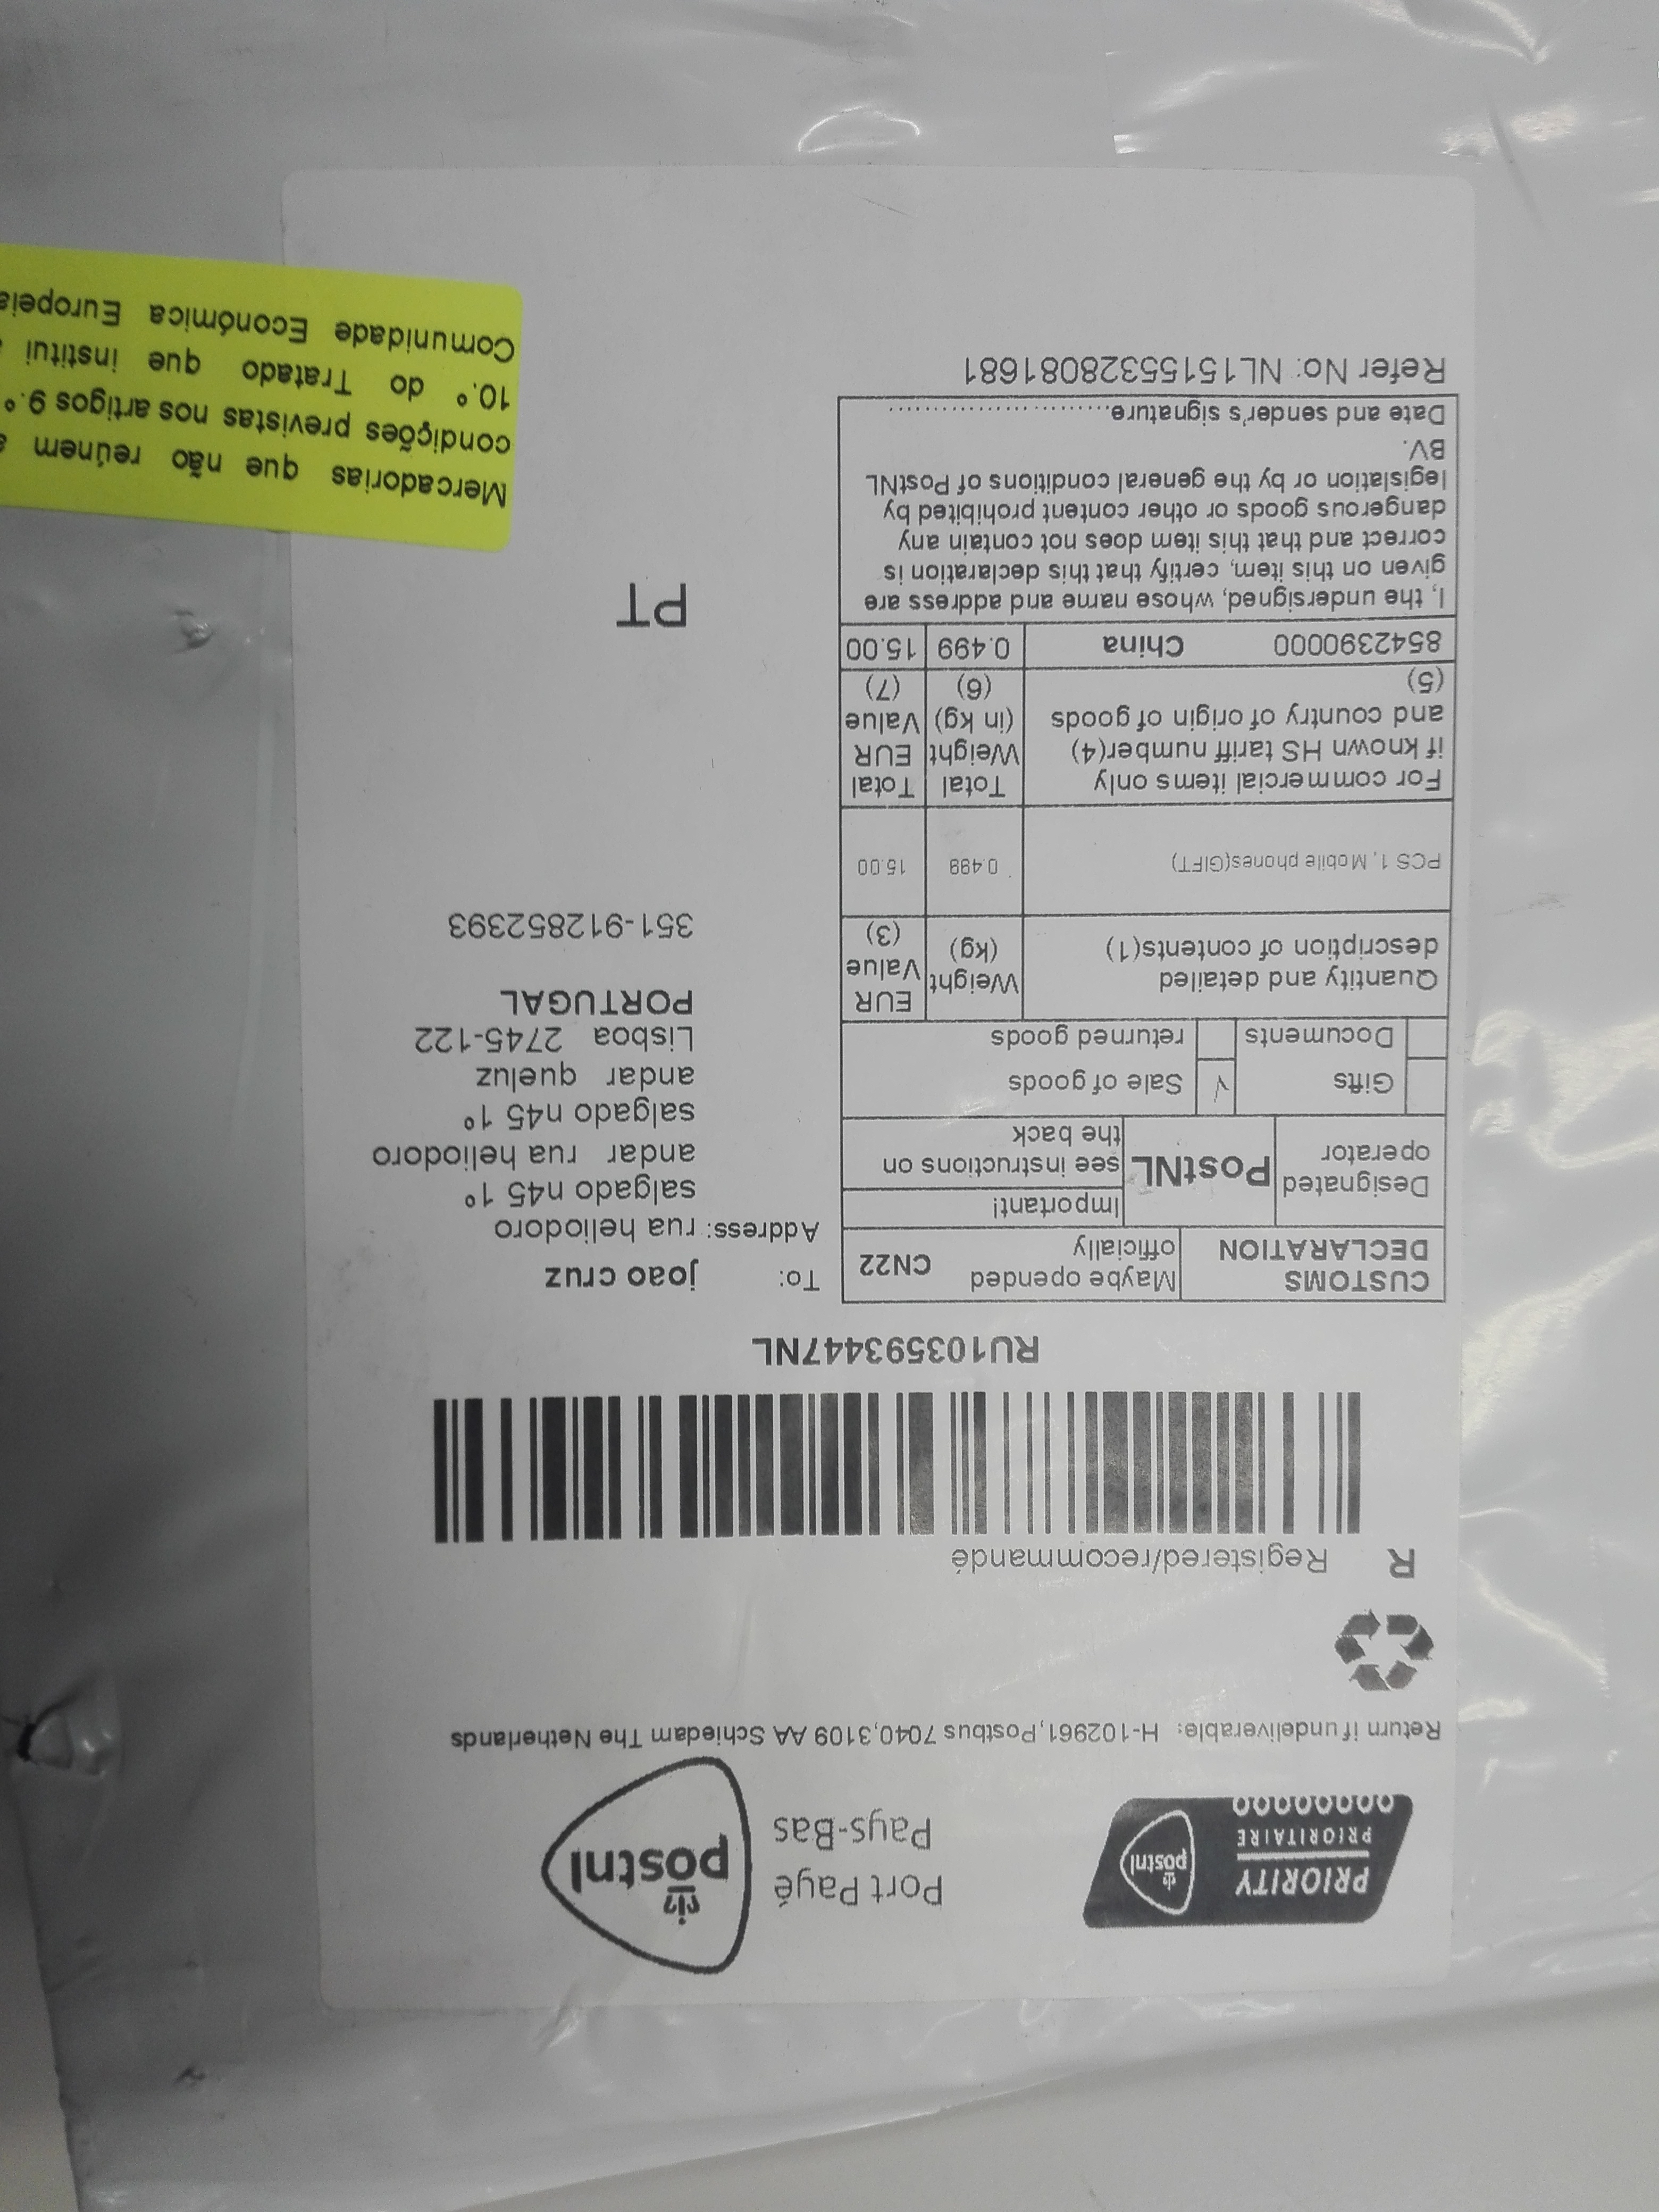 PRIORITY
PRIORITAIRE
postnl
Port Payé
Pays-Bas
postnl
Return if undeliverable: H-102961,Postbus 7040,3109 AA Schiedam The Netherlands
R Registered/recommandé
RU1035593447NL
CUSTOMS DECLARATION
Maybe opended officially
CN22
Designated operator
PostNL
Important!
see instructions on the back
Gifts
√ Sale of goods
Documents
returned goods
Quantity and detailed description of contents(1)
Weight (kg)
EUR Value (3)
PCS 1, Mobile phones(GIFT) 0.499 15.00
For commercial items only
if known HS tariff number(4)
and country of origin of goods
(5)
Total Weight (in kg) (6)
Total EUR Value (7)
8542390000 China 0.499 15.00
I, the undersigned, whose name and address are
given on this item, certify that this declaration is
correct and that this item does not contain any
dangerous goods or other content prohibited by
legislation or by the general conditions of PostNL
BV.
Date and sender's signature........................
Refer No: NL1515532808168​1
To: joao cruz
Address: rua heliodoro
salgado n45 1º
andar rua heliodoro
salgado n45 1º
andar queluz
Lisboa 2745-122
PORTUGAL
351-912852393
PT
Mercadorias que não reúnem a
condições previstas nos artigos 9.º
10.º do Tratado que institui
Comunidade Económica Europeia